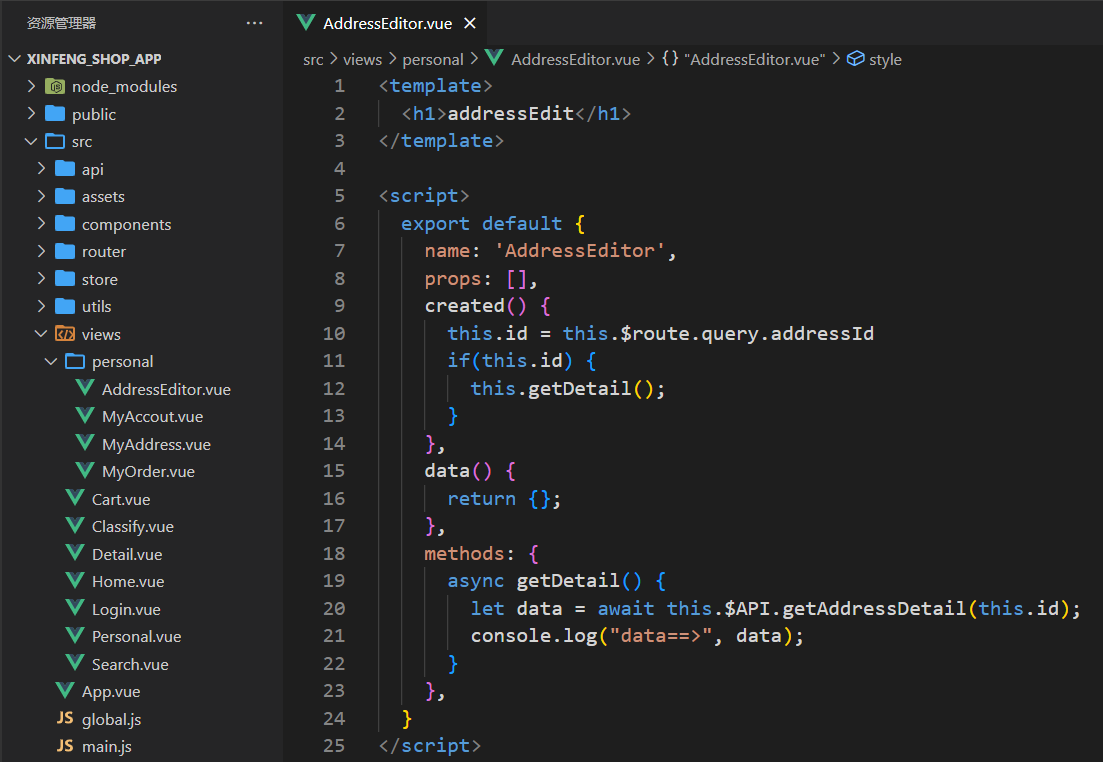 资源管理器
XINFENG_SHOP_APP
node_modules
public
src
api
assets
components
router
store
utils
views
personal
AddressEditor.vue
MyAccout.vue
MyAddress.vue
MyOrder.vue
Cart.vue
Classify.vue
Detail.vue
Home.vue
Login.vue
Personal.vue
Search.vue
App.vue
JS global.js
JS main.js
AddressEditor.vue
src > views > personal > AddressEditor.vue > {} "AddressEditor.vue" > style
1 <template>
2   <h1>addressEdit</h1>
3 </template>
4
5 <script>
6   export default {
7     name: 'AddressEditor',
8     props: [],
9     created() {
10       this.id = this.$route.query.addressId
11       if(this.id) {
12         this.getDetail();
13       }
14     },
15     data() {
16       return {};
17     },
18     methods: {
19       async getDetail() {
20         let data = await this.$API.getAddressDetail(this.id);
21         console.log("data==>", data);
22       }
23     },
24   }
25 </script>